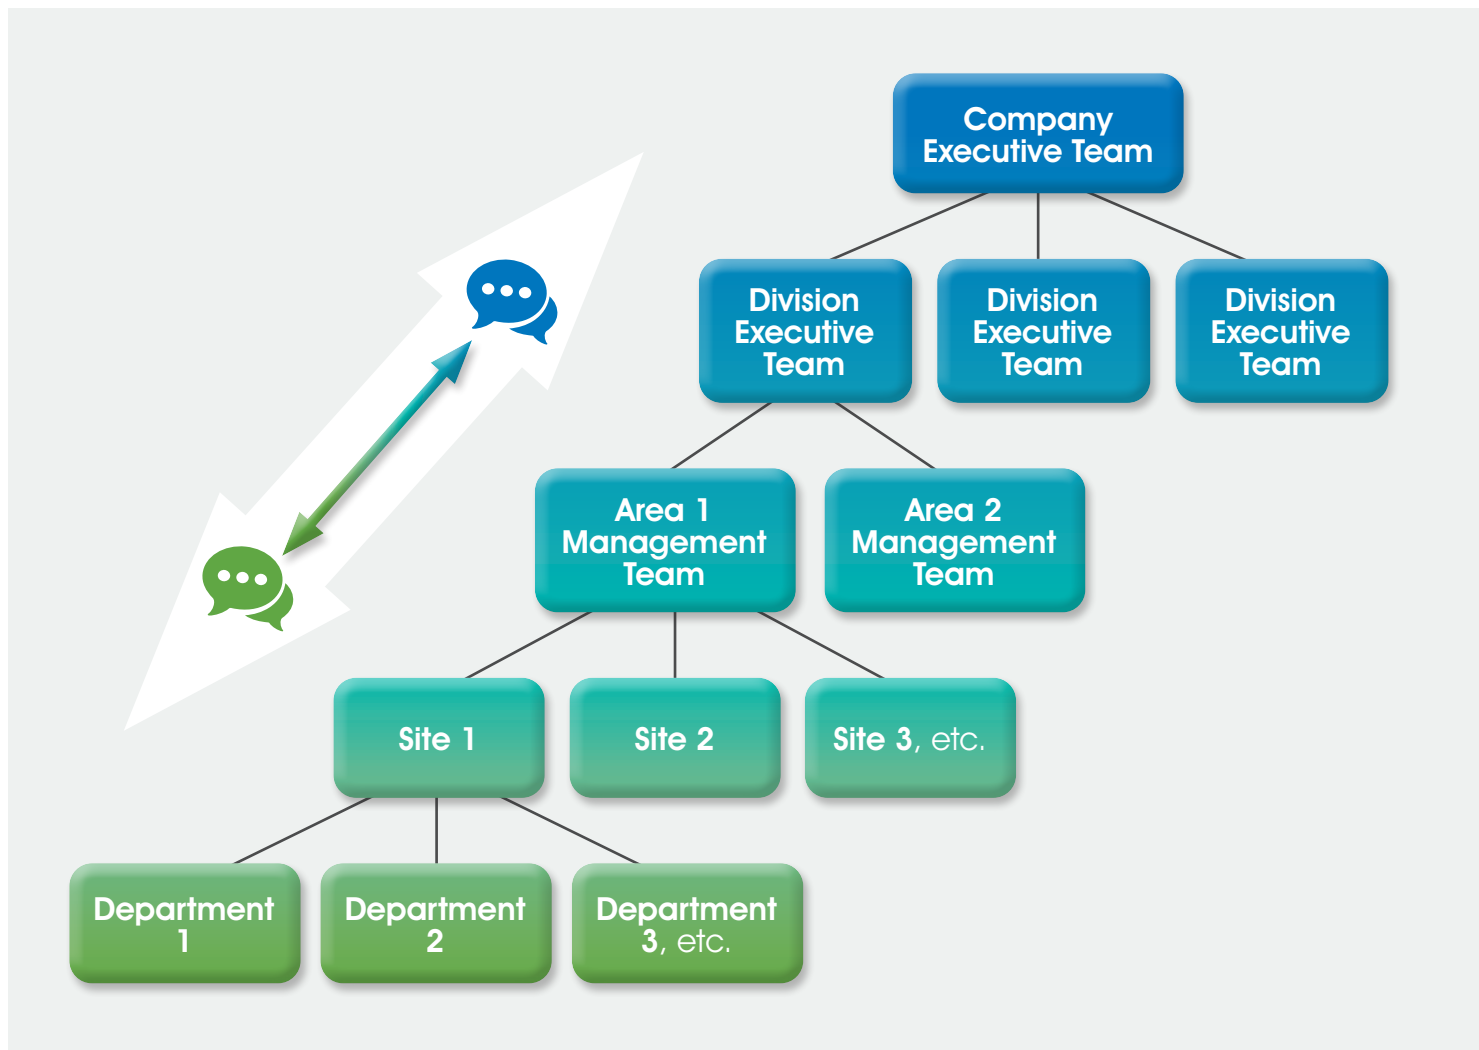 Company
Executive Team
Division
Executive
Team
Division
Executive
Team
Division
Executive
Team
Area 1
Management
Team
Area 2
Management
Team
Site 1
Site 2
Site 3, etc.
Department
1
Department
2
Department
3, etc.